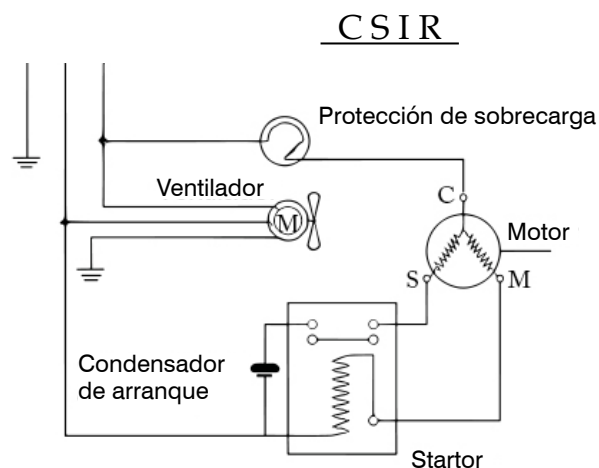 CSIR
Protección de sobrecarga
Ventilador
M
C
Motor
S
M
Condensador
de arranque
Startor